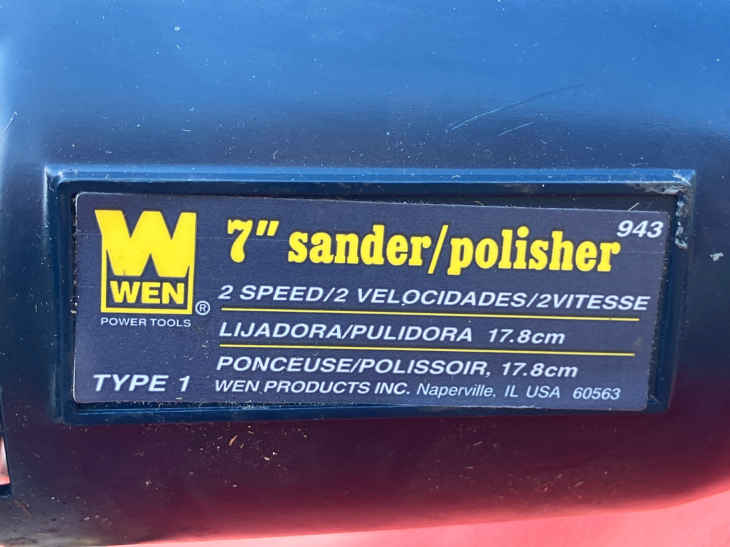 943
7" sander/polisher
WEN®
POWER TOOLS
2 SPEED/2 VELOCIDADES/2VITESSE
LIJADORA/PULIDORA 17.8cm
PONCEUSE/POLISSOIR, 17.8cm
TYPE 1
WEN PRODUCTS INC. Naperville, IL USA 60563